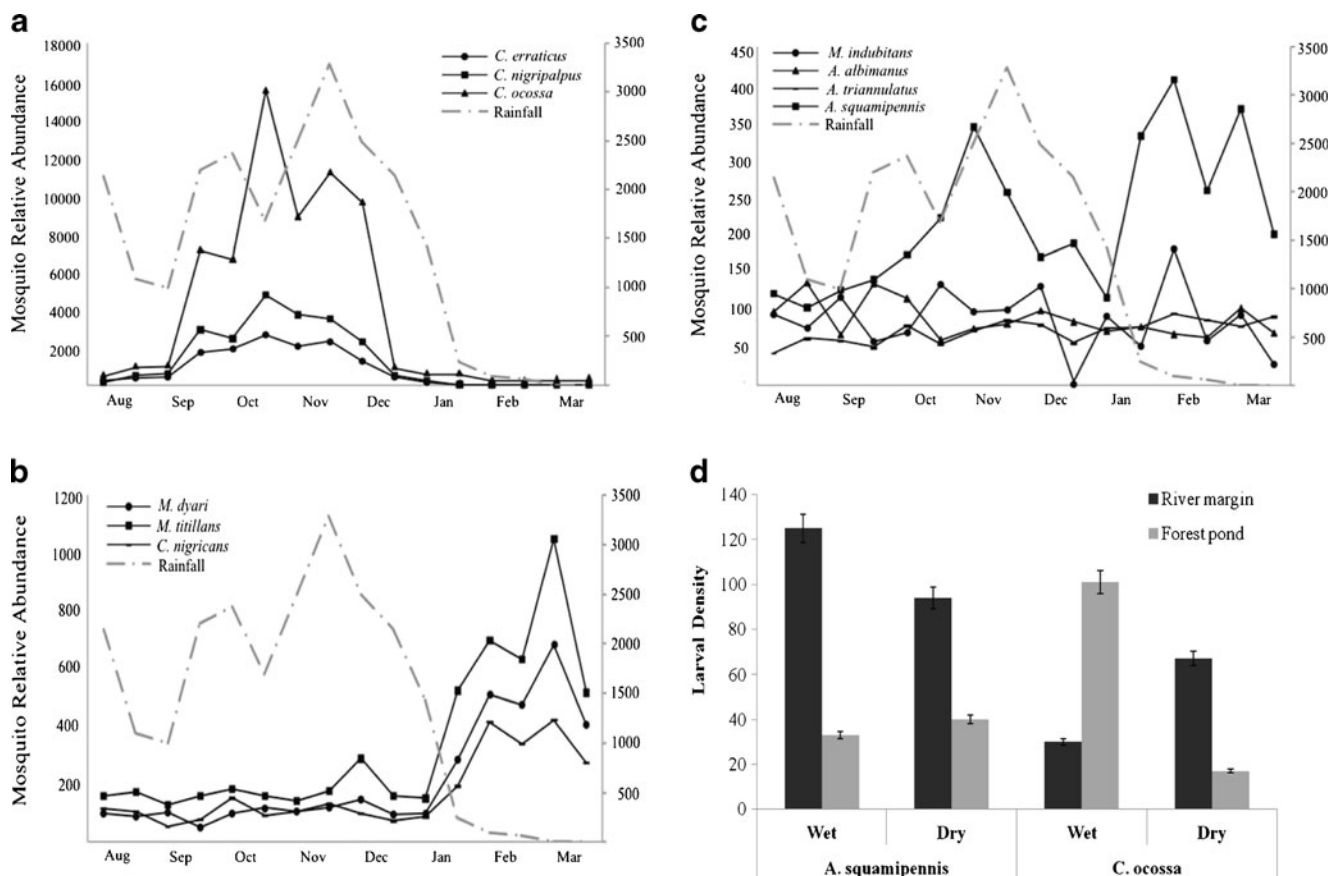 a
Mosquito Relative Abundance
18000
16000
14000
12000
10000
8000
6000
4000
2000
C. erraticus
C. nigripalpus
C. ocossa
Rainfall
3500
3000
2500
2000
1500
1000
500
Aug Sep Oct Nov Dec Jan Feb Mar
c
Mosquito Relative Abundance
450
400
350
300
250
200
150
100
50
M. indubitans
A. albimanus
A. triannulatus
A. squamipennis
Rainfall
3500
3000
2500
2000
1500
1000
500
Aug Sep Oct Nov Dec Jan Feb Mar
b
Mosquito Relative Abundance
1200
1000
800
600
400
200
M. dyari
M. titillans
C. nigricans
Rainfall
3500
3000
2500
2000
1500
1000
500
Aug Sep Oct Nov Dec Jan Feb Mar
d
Larval Density
140
120
100
80
60
40
20
0
River margin
Forest pond
Wet Dry Wet Dry
A. squamipennis C. ocossa